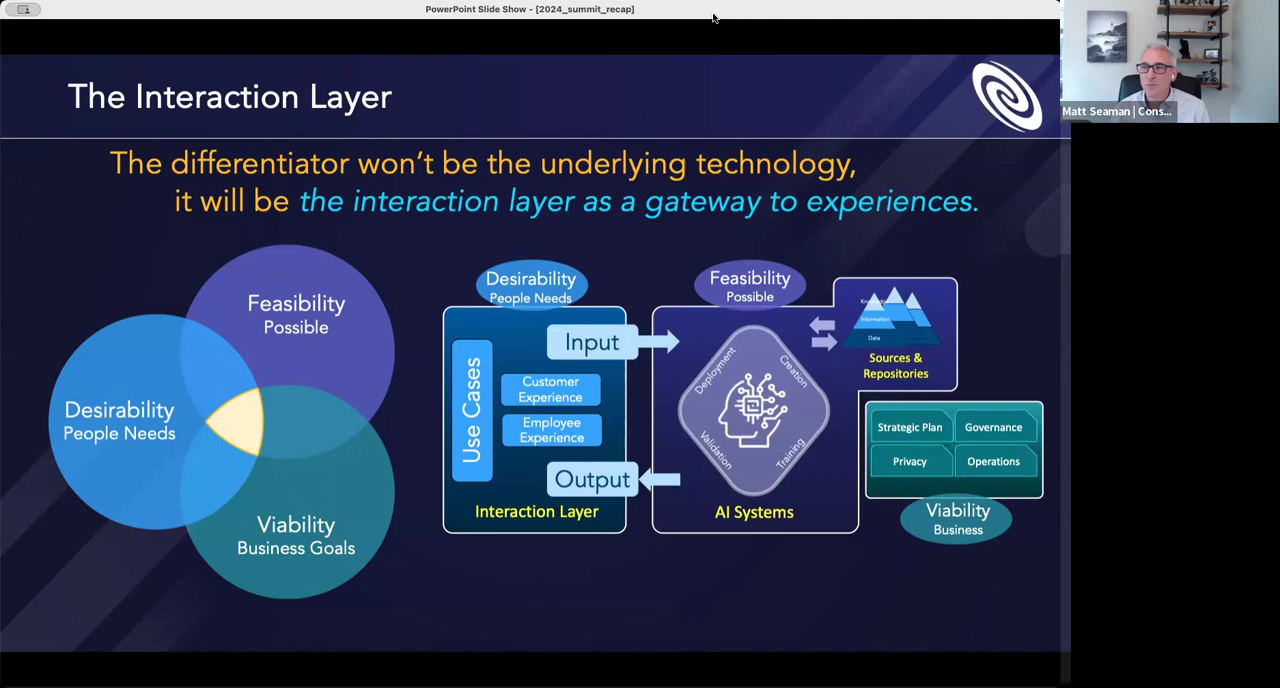 PowerPoint Slide Show - [2024_summit_recap]
Matt Seaman | Cons...
The Interaction Layer
The differentiator won't be the underlying technology,
it will be the interaction layer as a gateway to experiences.
Feasibility
Possible
Desirability
People Needs
Viability
Business Goals
Desirability
People Needs
Use Cases
Input
Customer
Experience
Employee
Experience
Output
Interaction Layer
Feasibility
Possible
Deployment
Creation
Validation
Training
AI Systems
Information
Data
Sources &
Repositories
Strategic Plan
Governance
Privacy
Operations
Viability
Business